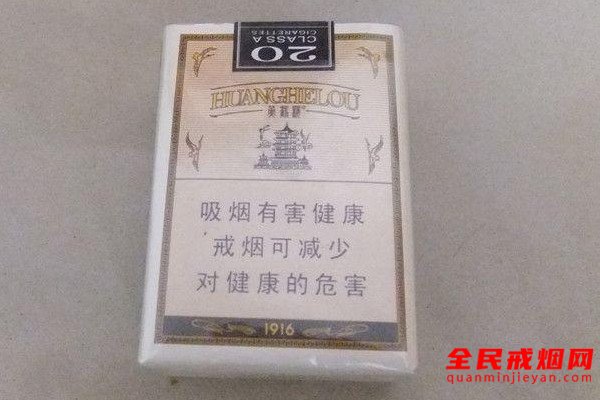 20
CLASS A
CIGARETTES
HUANGHELOU
黄鹤楼
吸烟有害健康
戒烟可减少
对健康的危害
1916
全民戒烟网
quanminjieyan.com